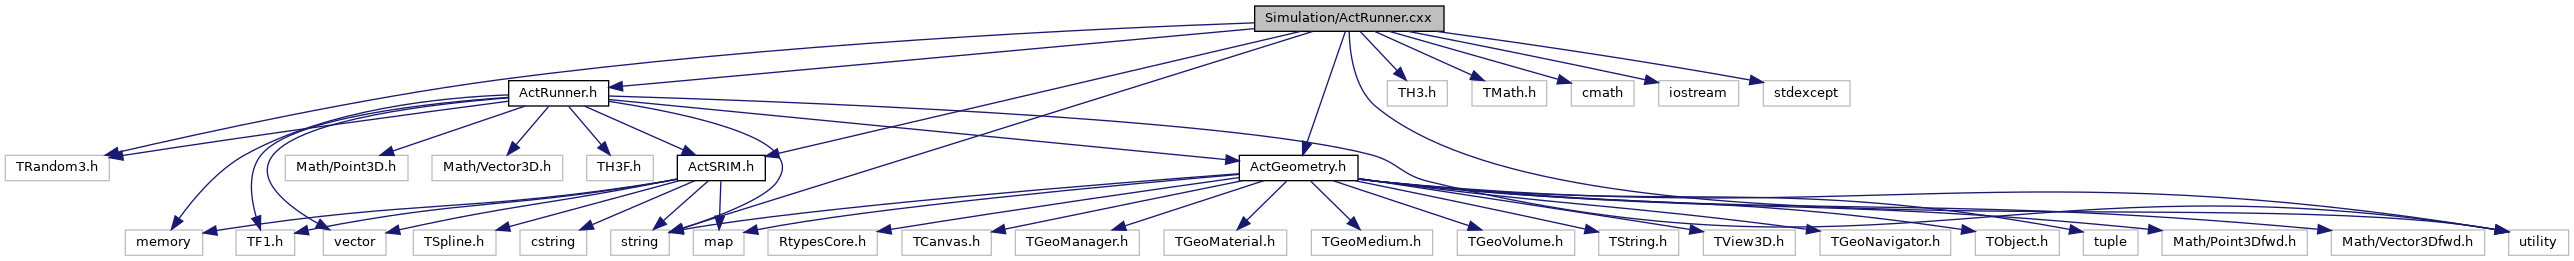 Simulation/ActRunner.cxx
ActRunner.h
TH3.h
TMath.h
cmath
iostream
stdexcept
TRandom3.h
Math/Point3D.h
Math/Vector3D.h
TH3F.h
ActSRIM.h
ActGeometry.h
memory
TF1.h
vector
TSpline.h
cstring
string
map
RtypesCore.h
TCanvas.h
TGeoManager.h
TGeoMaterial.h
TGeoMedium.h
TGeoVolume.h
TString.h
TView3D.h
TGeoNavigator.h
TObject.h
tuple
Math/Point3Dfwd.h
Math/Vector3Dfwd.h
utility